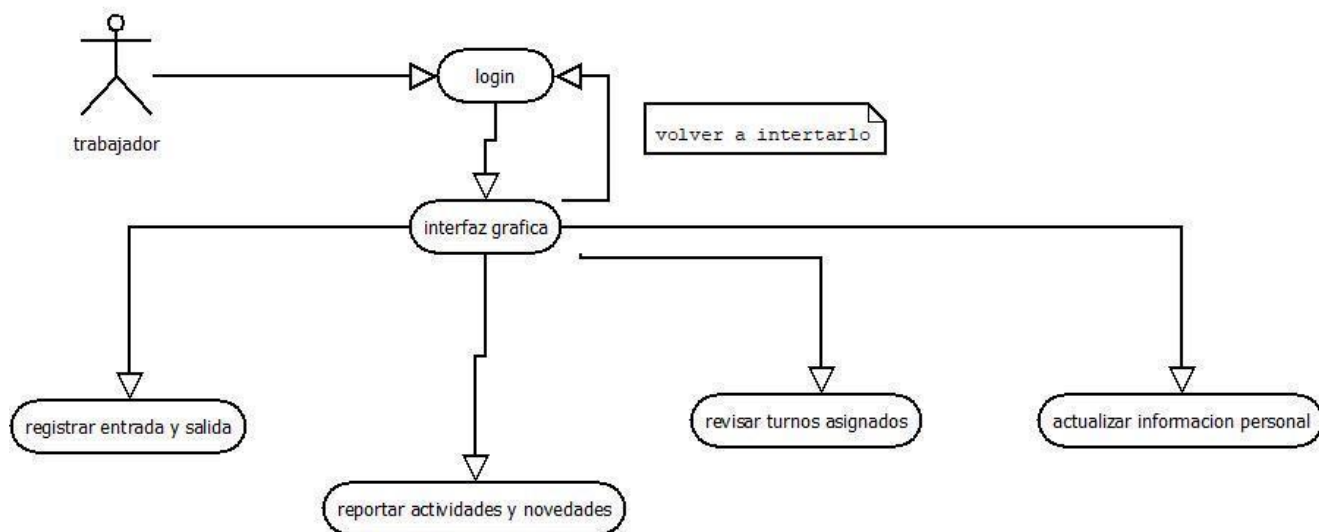 login
trabajador
volver a intertarlo
interfaz grafica
registrar entrada y salida
revisar turnos asignados
actualizar informacion personal
reportar actividades y novedades